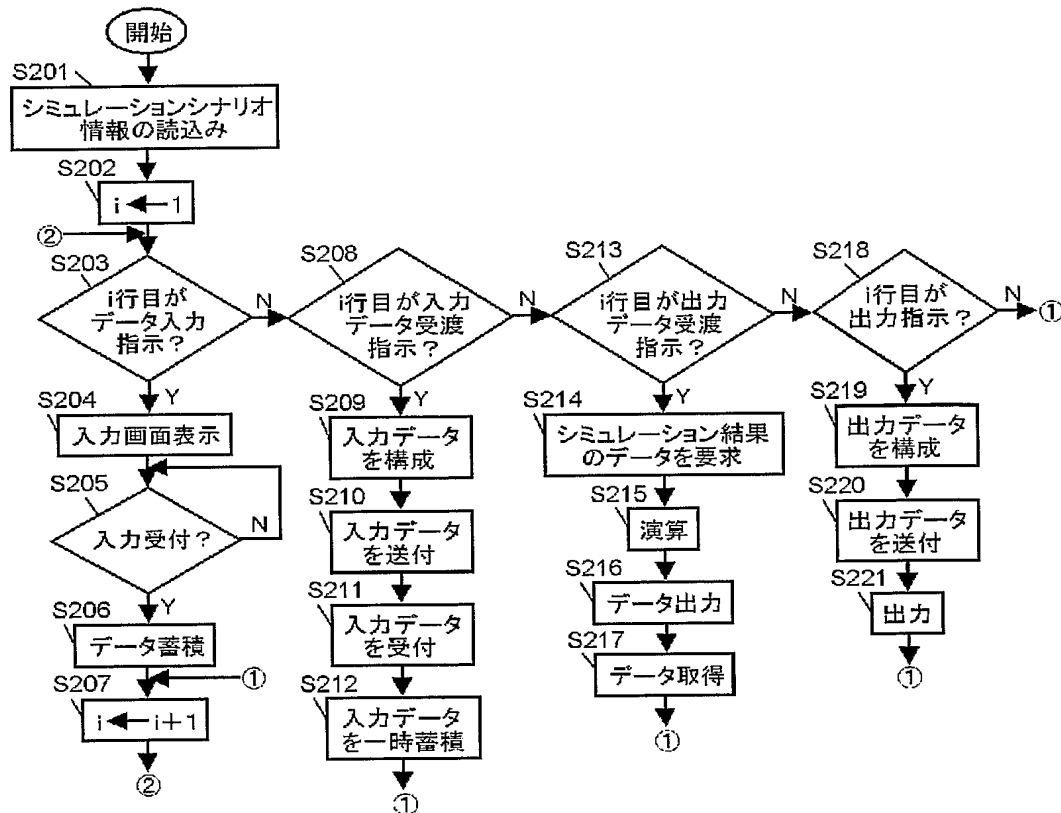 開始
S201
シミュレーションシナリオ
情報の読込み
S202
i ← 1
②
S203
i行目が
データ入力
指示？
N
Y
S204
入力画面表示
S205
入力受付？
N
Y
S206
データ蓄積
①
S207
i ← i+1
②
S208
i行目が入力
データ受渡
指示？
N
Y
S209
入力データ
を構成
S210
入力データ
を送付
S211
入力データ
を受付
S212
入力データ
を一時蓄積
①
S213
i行目が出力
データ受渡
指示？
N
Y
S214
シミュレーション結果
のデータを要求
S215
演算
S216
データ出力
S217
データ取得
①
S218
i行目が
出力指示？
N
①
Y
S219
出力データ
を構成
S220
出力データ
を送付
S221
出力
①